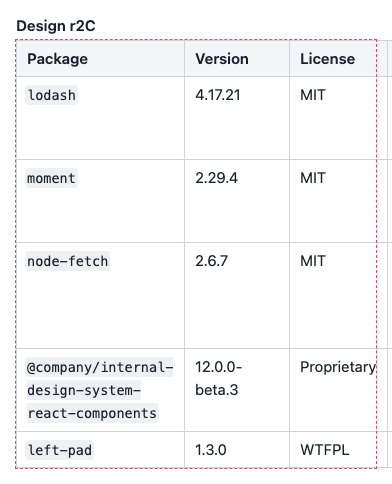 Design r2C
Package Version License
lodash 4.17.21 MIT
moment 2.29.4 MIT
node-fetch 2.6.7 MIT
@company/internal- 12.0.0- Proprietary
design-system- beta.3
react-components
left-pad 1.3.0 WTFPL